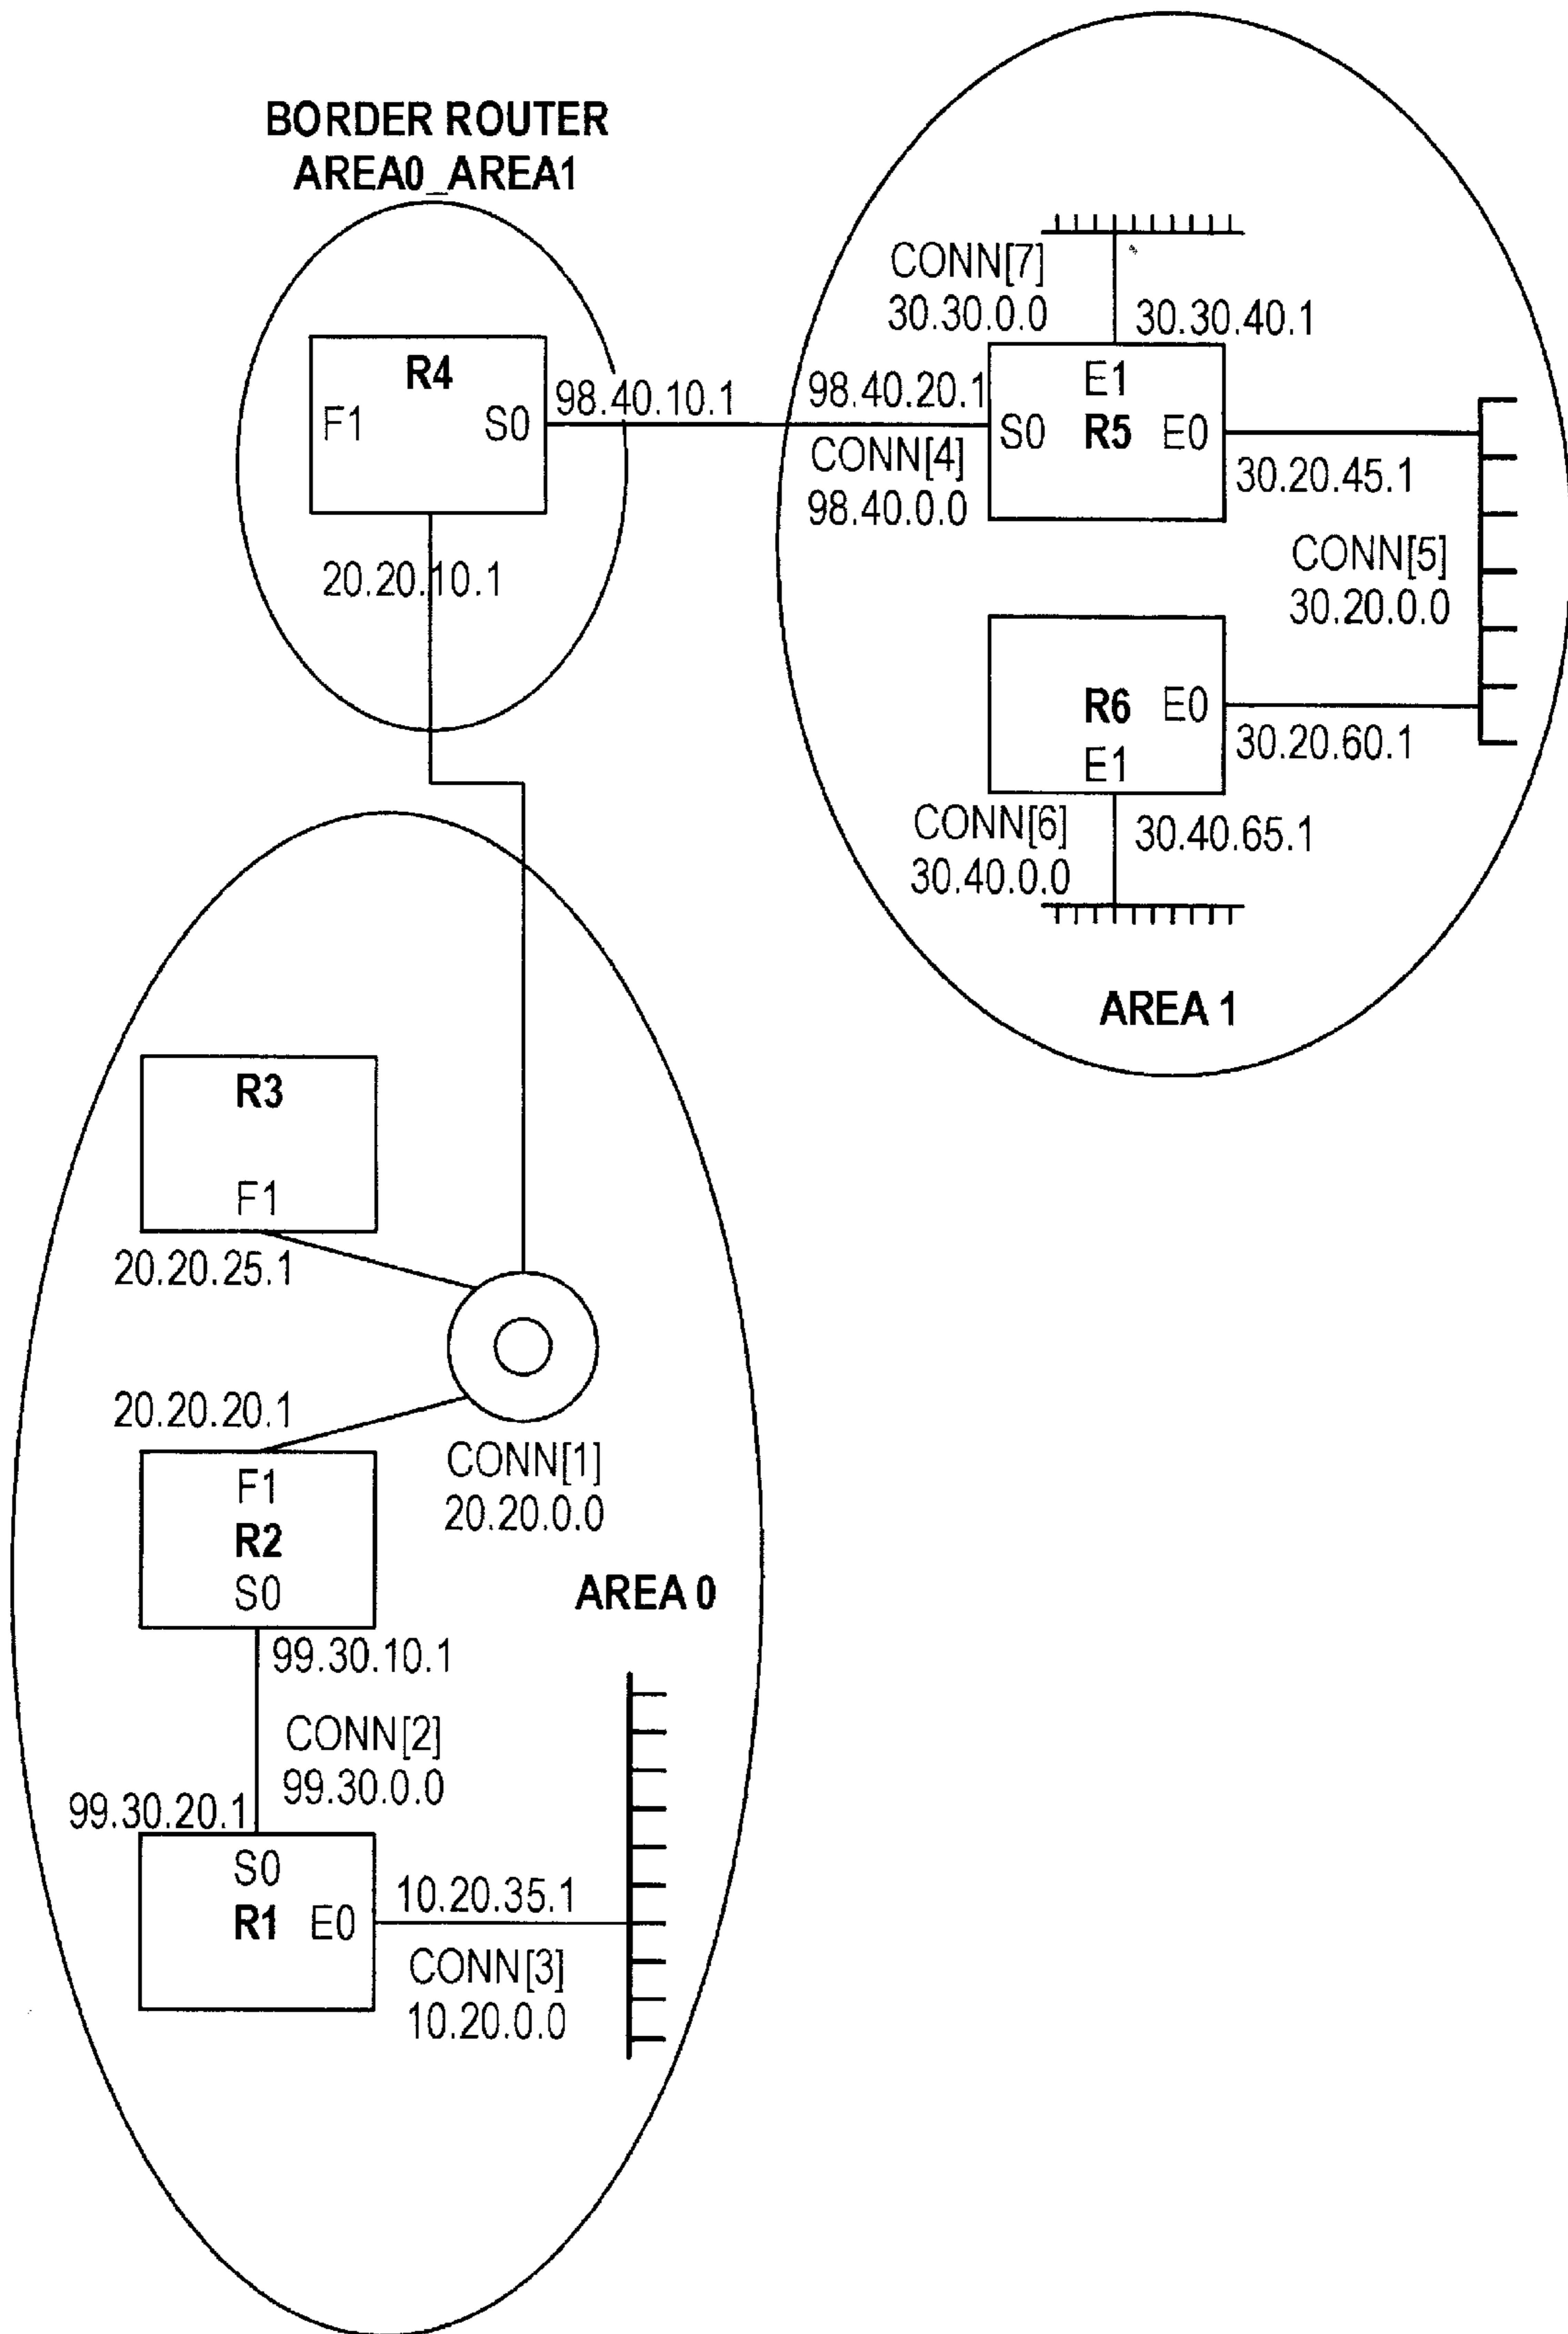 BORDER ROUTER
AREA0_AREA1
R4
F1
S0
98.40.10.1
20.20.10.1
CONN[7]
30.30.0.0
30.30.40.1
98.40.20.1
CONN[4]
98.40.0.0
E1
S0
R5
E0
30.20.45.1
CONN[5]
30.20.0.0
R6
E0
E1
30.20.60.1
CONN[6]
30.40.0.0
30.40.65.1
AREA 1
R3
F1
20.20.25.1
20.20.20.1
CONN[1]
20.20.0.0
F1
R2
S0
AREA 0
99.30.10.1
CONN[2]
99.30.0.0
99.30.20.1
S0
R1
E0
10.20.35.1
CONN[3]
10.20.0.0